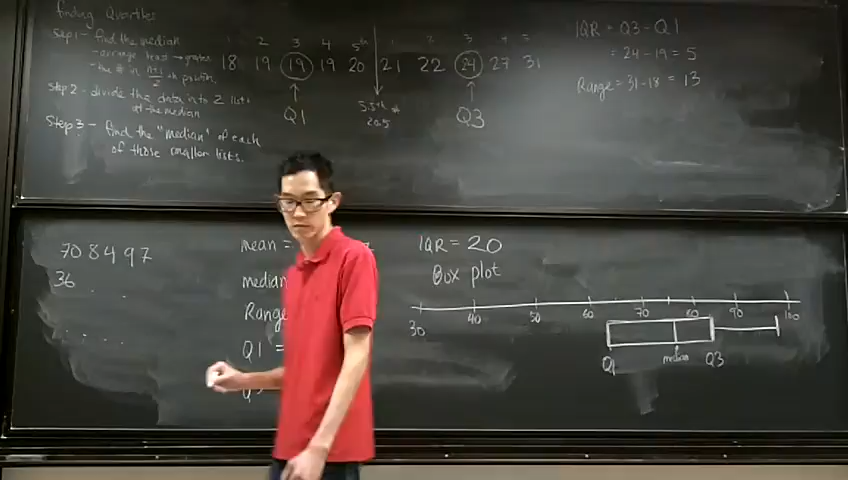 finding Quartiles
Step 1 - find the median
- arrange least → greatest
- the # in n+1/2 th position
Step 2 - divide the data into 2 lists
at the median
Step 3 - find the "median" of each
of those smaller lists.
1 2 3 4 5th 1 2 3 4 5
18 19 19 19 20 21 22 24 27 31
Q1
5.5th #
20.5
Q3
IQR = Q3 - Q1
= 24 - 19 = 5
Range = 31 - 18 = 13
70 84 97
36
mean =
median
Range
Q1 =
IQR = 20
Box plot
30 40 50 60 70 80 90 100
Q1 median Q3